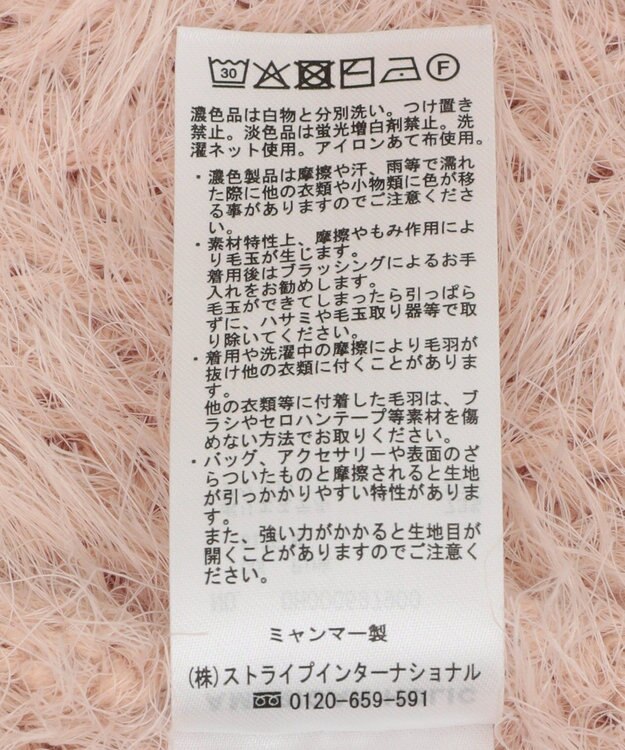 30 F
濃色品は白物と分別洗い。つけ置き
禁止。淡色品は蛍光増白剤禁止。洗
濯ネット使用。アイロンあて布使用。
・濃色製品は摩擦や汗、雨等で濡れ
た際に他の衣類や小物類に色が移
る事がありますのでご注意くださ
い。
・素材特性上、摩擦やもみ作用によ
り毛玉が生じます。
着用後はブラッシングによるお手
入れをお勧めします。
毛玉ができてしまったら引っぱら
ずに、ハサミや毛玉取り器等で取
り除いてください。
・着用や洗濯中の摩擦により毛羽が
抜け他の衣類に付くことがありま
す。
他の衣類等に付着した毛羽は、ブ
ラシやセロハンテープ等素材を傷
めない方法でお取りください。
・バッグ、アクセサリーや表面のざ
らついたものと摩擦されると生地
が引っかかりやすい特性がありま
す。
また、強い力がかかると生地目が
開くことがありますのでご注意く
ださい。
ミャンマー製
(株)ストライプインターナショナル
0120-659-591